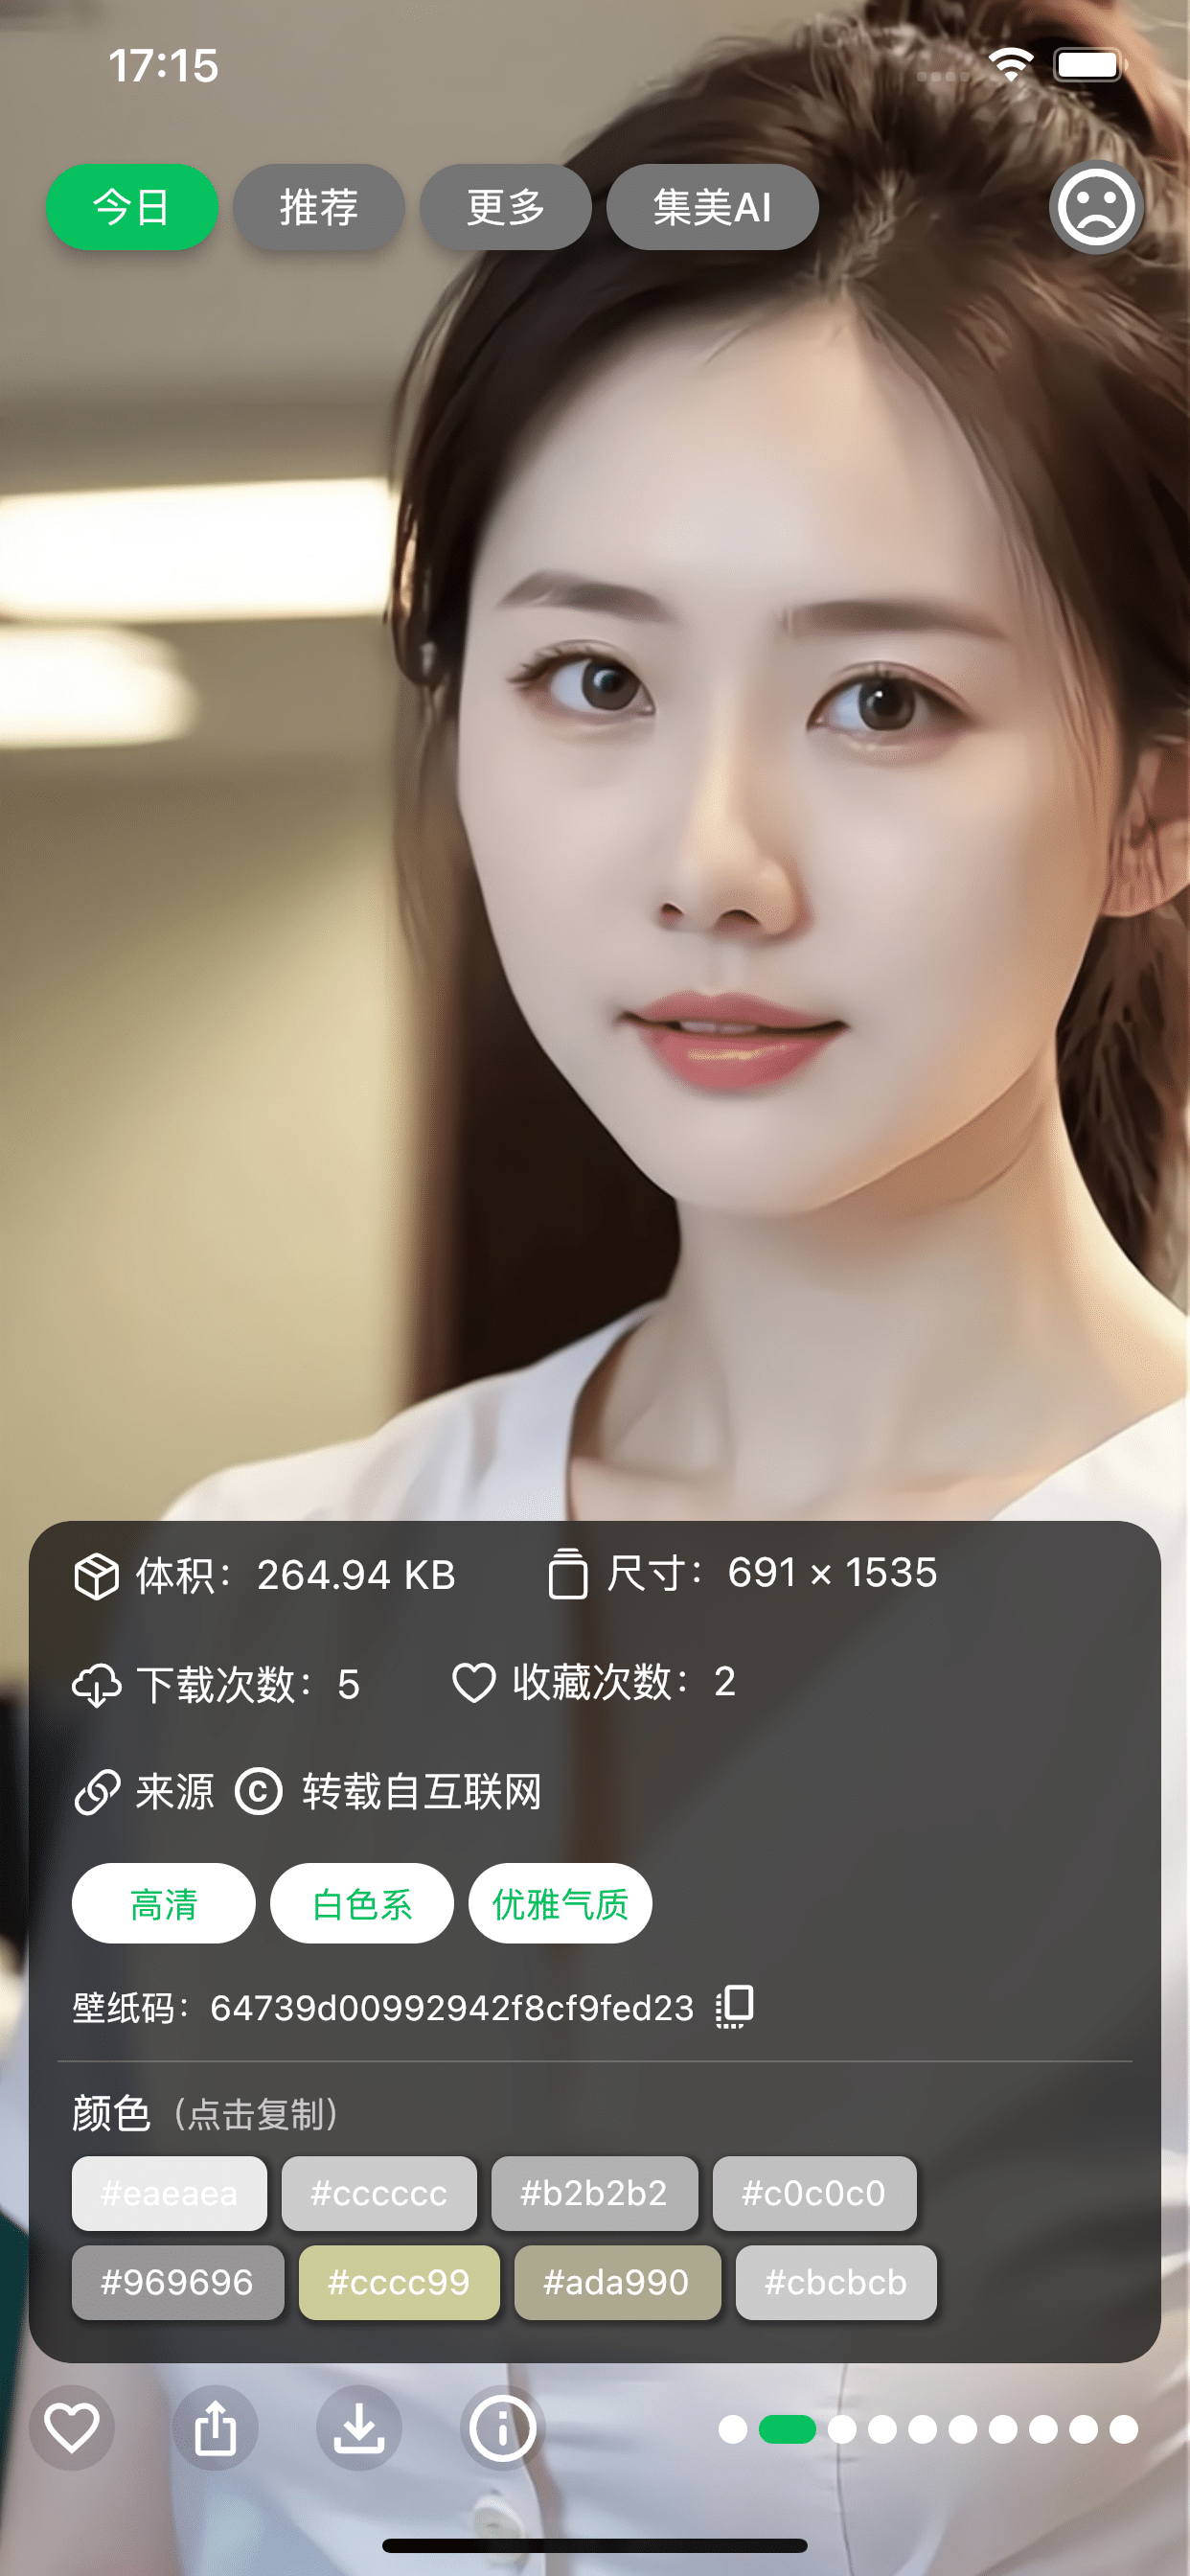 17:15
今日 推荐 更多 集美AI
体积：264.94 KB 尺寸：691 × 1535
下载次数：5 收藏次数：2
来源 © 转载自互联网
高清 白色系 优雅气质
壁纸码：64739d00992942f8cf9fed23
颜色（点击复制）
#eaeaea #cccccc #b2b2b2 #c0c0c0
#969696 #cccc99 #ada990 #cbcbcb